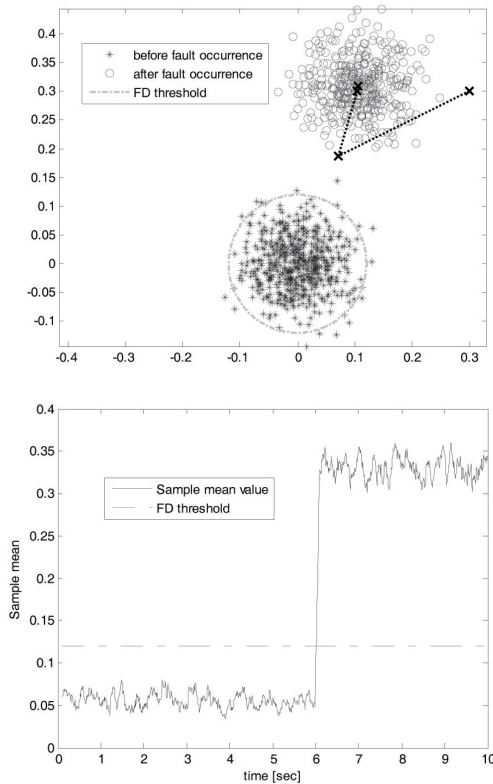 0.4
0.35
0.3
0.25
0.2
0.15
0.1
0.05
0
-0.05
-0.1
before fault occurrence
after fault occurrence
FD threshold
-0.4 -0.3 -0.2 -0.1 0 0.1 0.2 0.3
0.4
0.35
0.3
0.25
0.2
0.15
0.1
0.05
0
Sample mean
Sample mean value
FD threshold
0 1 2 3 4 5 6 7 8 9 10
time [sec]